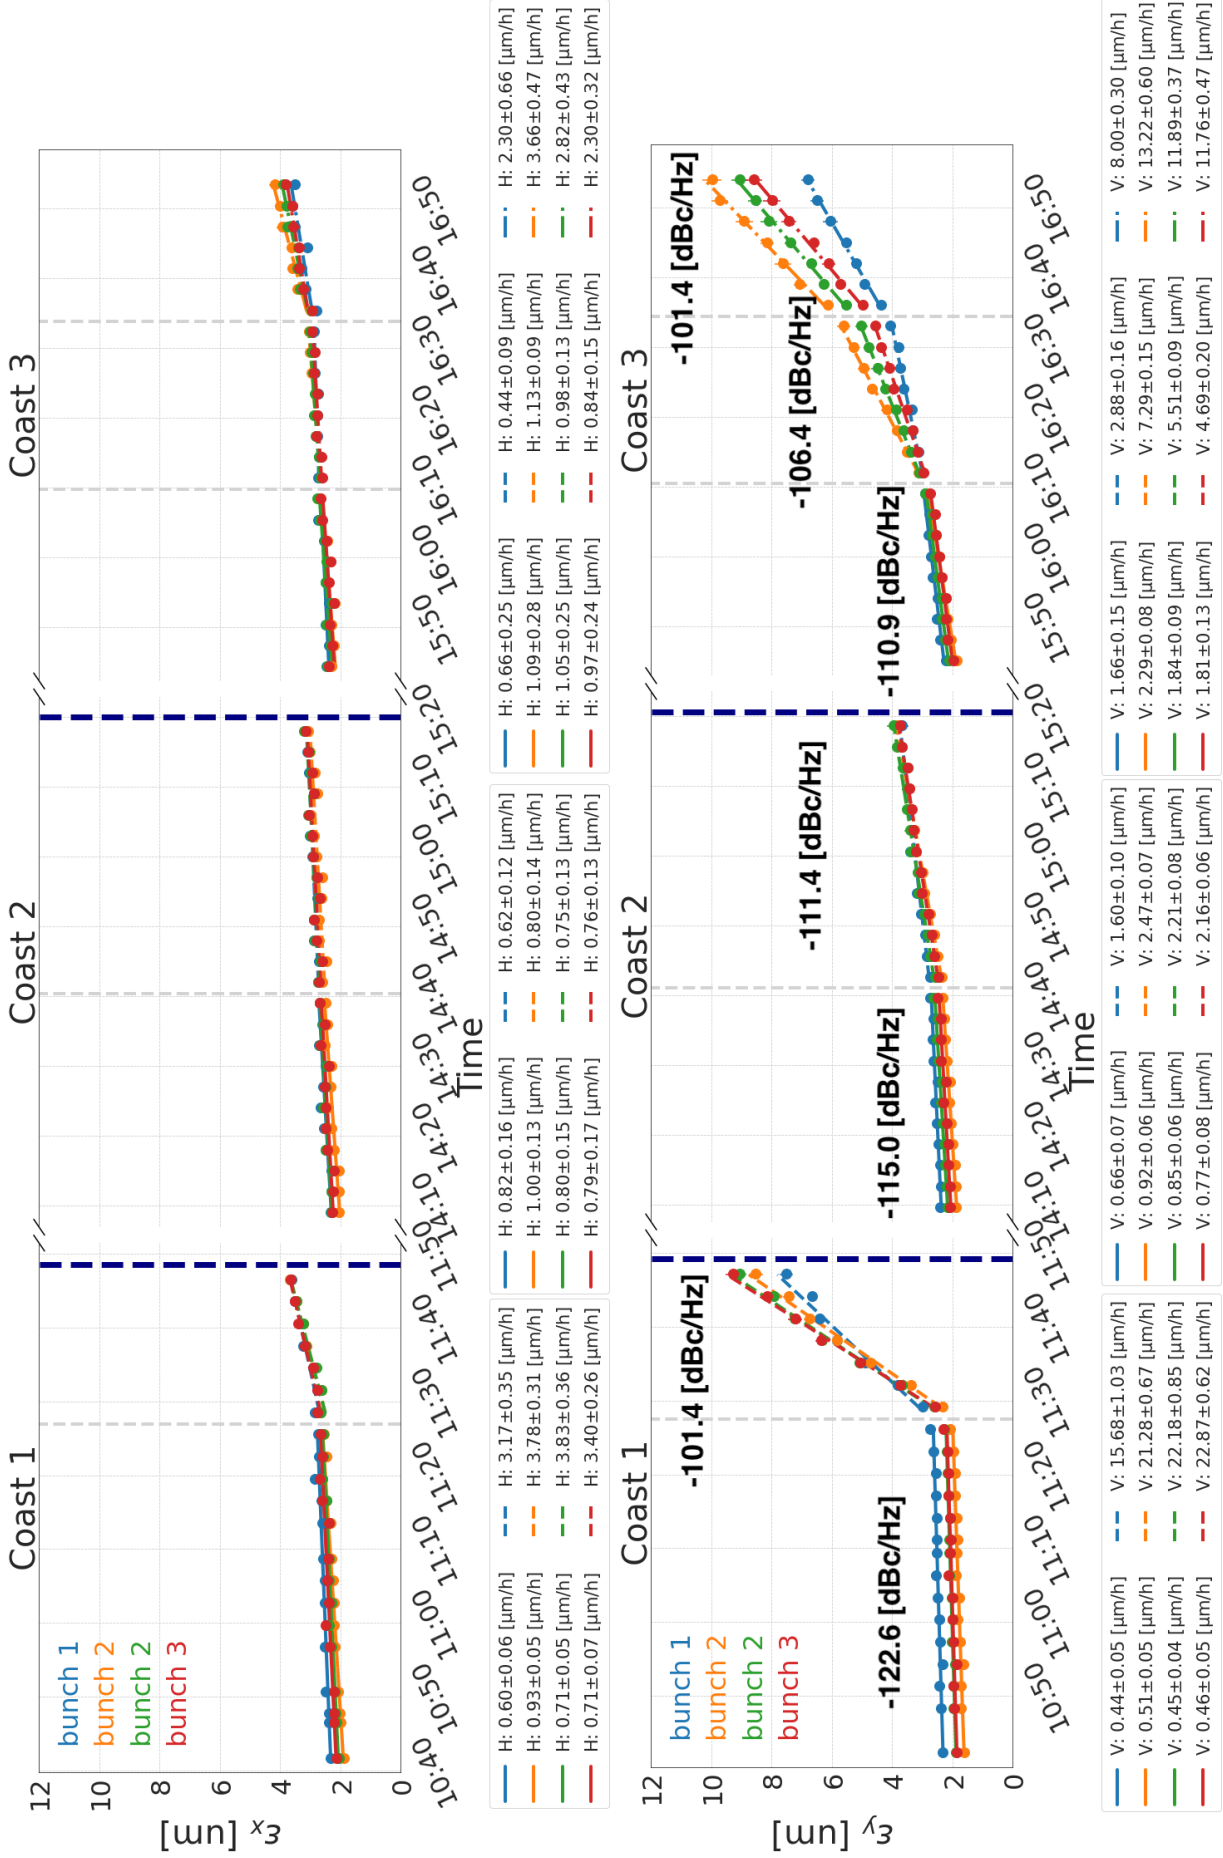 Coast 1
Coast 2
Coast 3
bunch 1
bunch 2
bunch 2
bunch 3
εx [um]
12
10
8
6
4
2
0
10:40
10:50
11:00
11:10
11:20
11:30
11:40
11:50
14:10
14:20
14:30
14:40
14:50
15:00
15:10
15:20
15:50
16:00
16:10
16:20
16:30
16:40
16:50
Time
H: 0.60±0.06 [µm/h]
H: 0.93±0.05 [µm/h]
H: 0.71±0.05 [µm/h]
H: 0.71±0.07 [µm/h]
H: 3.17±0.35 [µm/h]
H: 3.78±0.31 [µm/h]
H: 3.83±0.36 [µm/h]
H: 3.40±0.26 [µm/h]
H: 0.82±0.16 [µm/h]
H: 1.00±0.13 [µm/h]
H: 0.80±0.15 [µm/h]
H: 0.79±0.17 [µm/h]
H: 0.62±0.12 [µm/h]
H: 0.80±0.14 [µm/h]
H: 0.75±0.13 [µm/h]
H: 0.76±0.13 [µm/h]
H: 0.66±0.25 [µm/h]
H: 1.09±0.28 [µm/h]
H: 1.05±0.25 [µm/h]
H: 0.97±0.24 [µm/h]
H: 0.44±0.09 [µm/h]
H: 1.13±0.09 [µm/h]
H: 0.98±0.13 [µm/h]
H: 0.84±0.15 [µm/h]
H: 2.30±0.66 [µm/h]
H: 3.66±0.47 [µm/h]
H: 2.82±0.43 [µm/h]
H: 2.30±0.32 [µm/h]
Coast 1
Coast 2
Coast 3
bunch 1
bunch 2
bunch 2
bunch 3
-122.6 [dBc/Hz]
-101.4 [dBc/Hz]
-115.0 [dBc/Hz]
-111.4 [dBc/Hz]
-110.9 [dBc/Hz]
-106.4 [dBc/Hz]
-101.4 [dBc/Hz]
εy [um]
12
10
8
6
4
2
0
10:50
11:00
11:10
11:20
11:30
11:40
11:50
14:10
14:20
14:30
14:40
14:50
15:00
15:10
15:20
15:50
16:00
16:10
16:20
16:30
16:40
16:50
Time
V: 0.44±0.05 [µm/h]
V: 0.51±0.05 [µm/h]
V: 0.45±0.04 [µm/h]
V: 0.46±0.05 [µm/h]
V: 15.68±1.03 [µm/h]
V: 21.28±0.67 [µm/h]
V: 22.18±0.85 [µm/h]
V: 22.87±0.62 [µm/h]
V: 0.66±0.07 [µm/h]
V: 0.92±0.06 [µm/h]
V: 0.85±0.06 [µm/h]
V: 0.77±0.08 [µm/h]
V: 1.60±0.10 [µm/h]
V: 2.47±0.07 [µm/h]
V: 2.21±0.08 [µm/h]
V: 2.16±0.06 [µm/h]
V: 1.66±0.15 [µm/h]
V: 2.29±0.08 [µm/h]
V: 1.84±0.09 [µm/h]
V: 1.81±0.13 [µm/h]
V: 2.88±0.16 [µm/h]
V: 7.29±0.15 [µm/h]
V: 5.51±0.09 [µm/h]
V: 4.69±0.20 [µm/h]
V: 8.00±0.30 [µm/h]
V: 13.22±0.60 [µm/h]
V: 11.89±0.37 [µm/h]
V: 11.76±0.47 [µm/h]